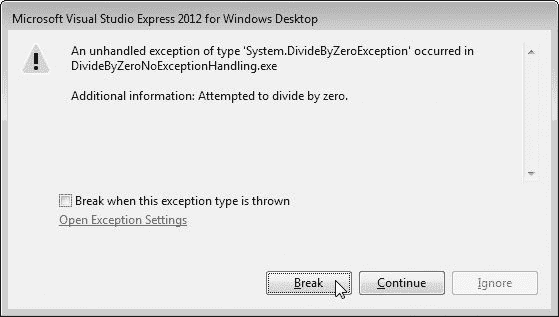 Microsoft Visual Studio Express 2012 for Windows Desktop
An unhandled exception of type 'System.DivideByZeroException' occurred in
DivideByZeroNoExceptionHandling.exe
Additional information: Attempted to divide by zero.
Break when this exception type is thrown
Open Exception Settings
Break Continue Ignore